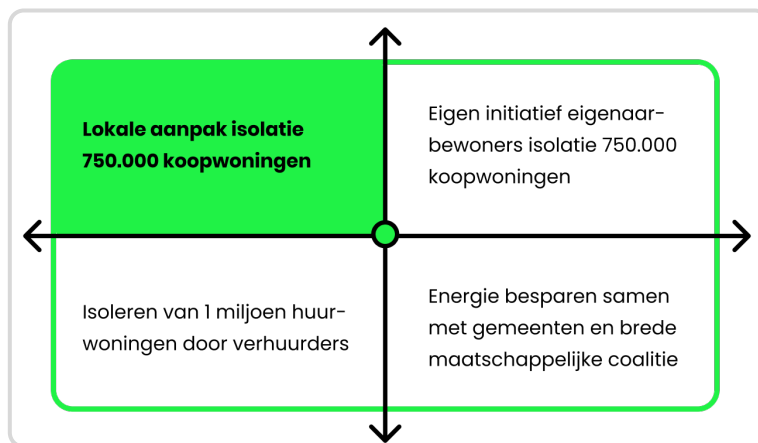 Lokale aanpak isolatie
750.000 koopwoningen
Eigen initiatief eigenaar-
bewoners isolatie 750.000
koopwoningen
Isoleren van 1 miljoen huur-
woningen door verhuurders
Energie besparen samen
met gemeenten en brede
maatschappelijke coalitie